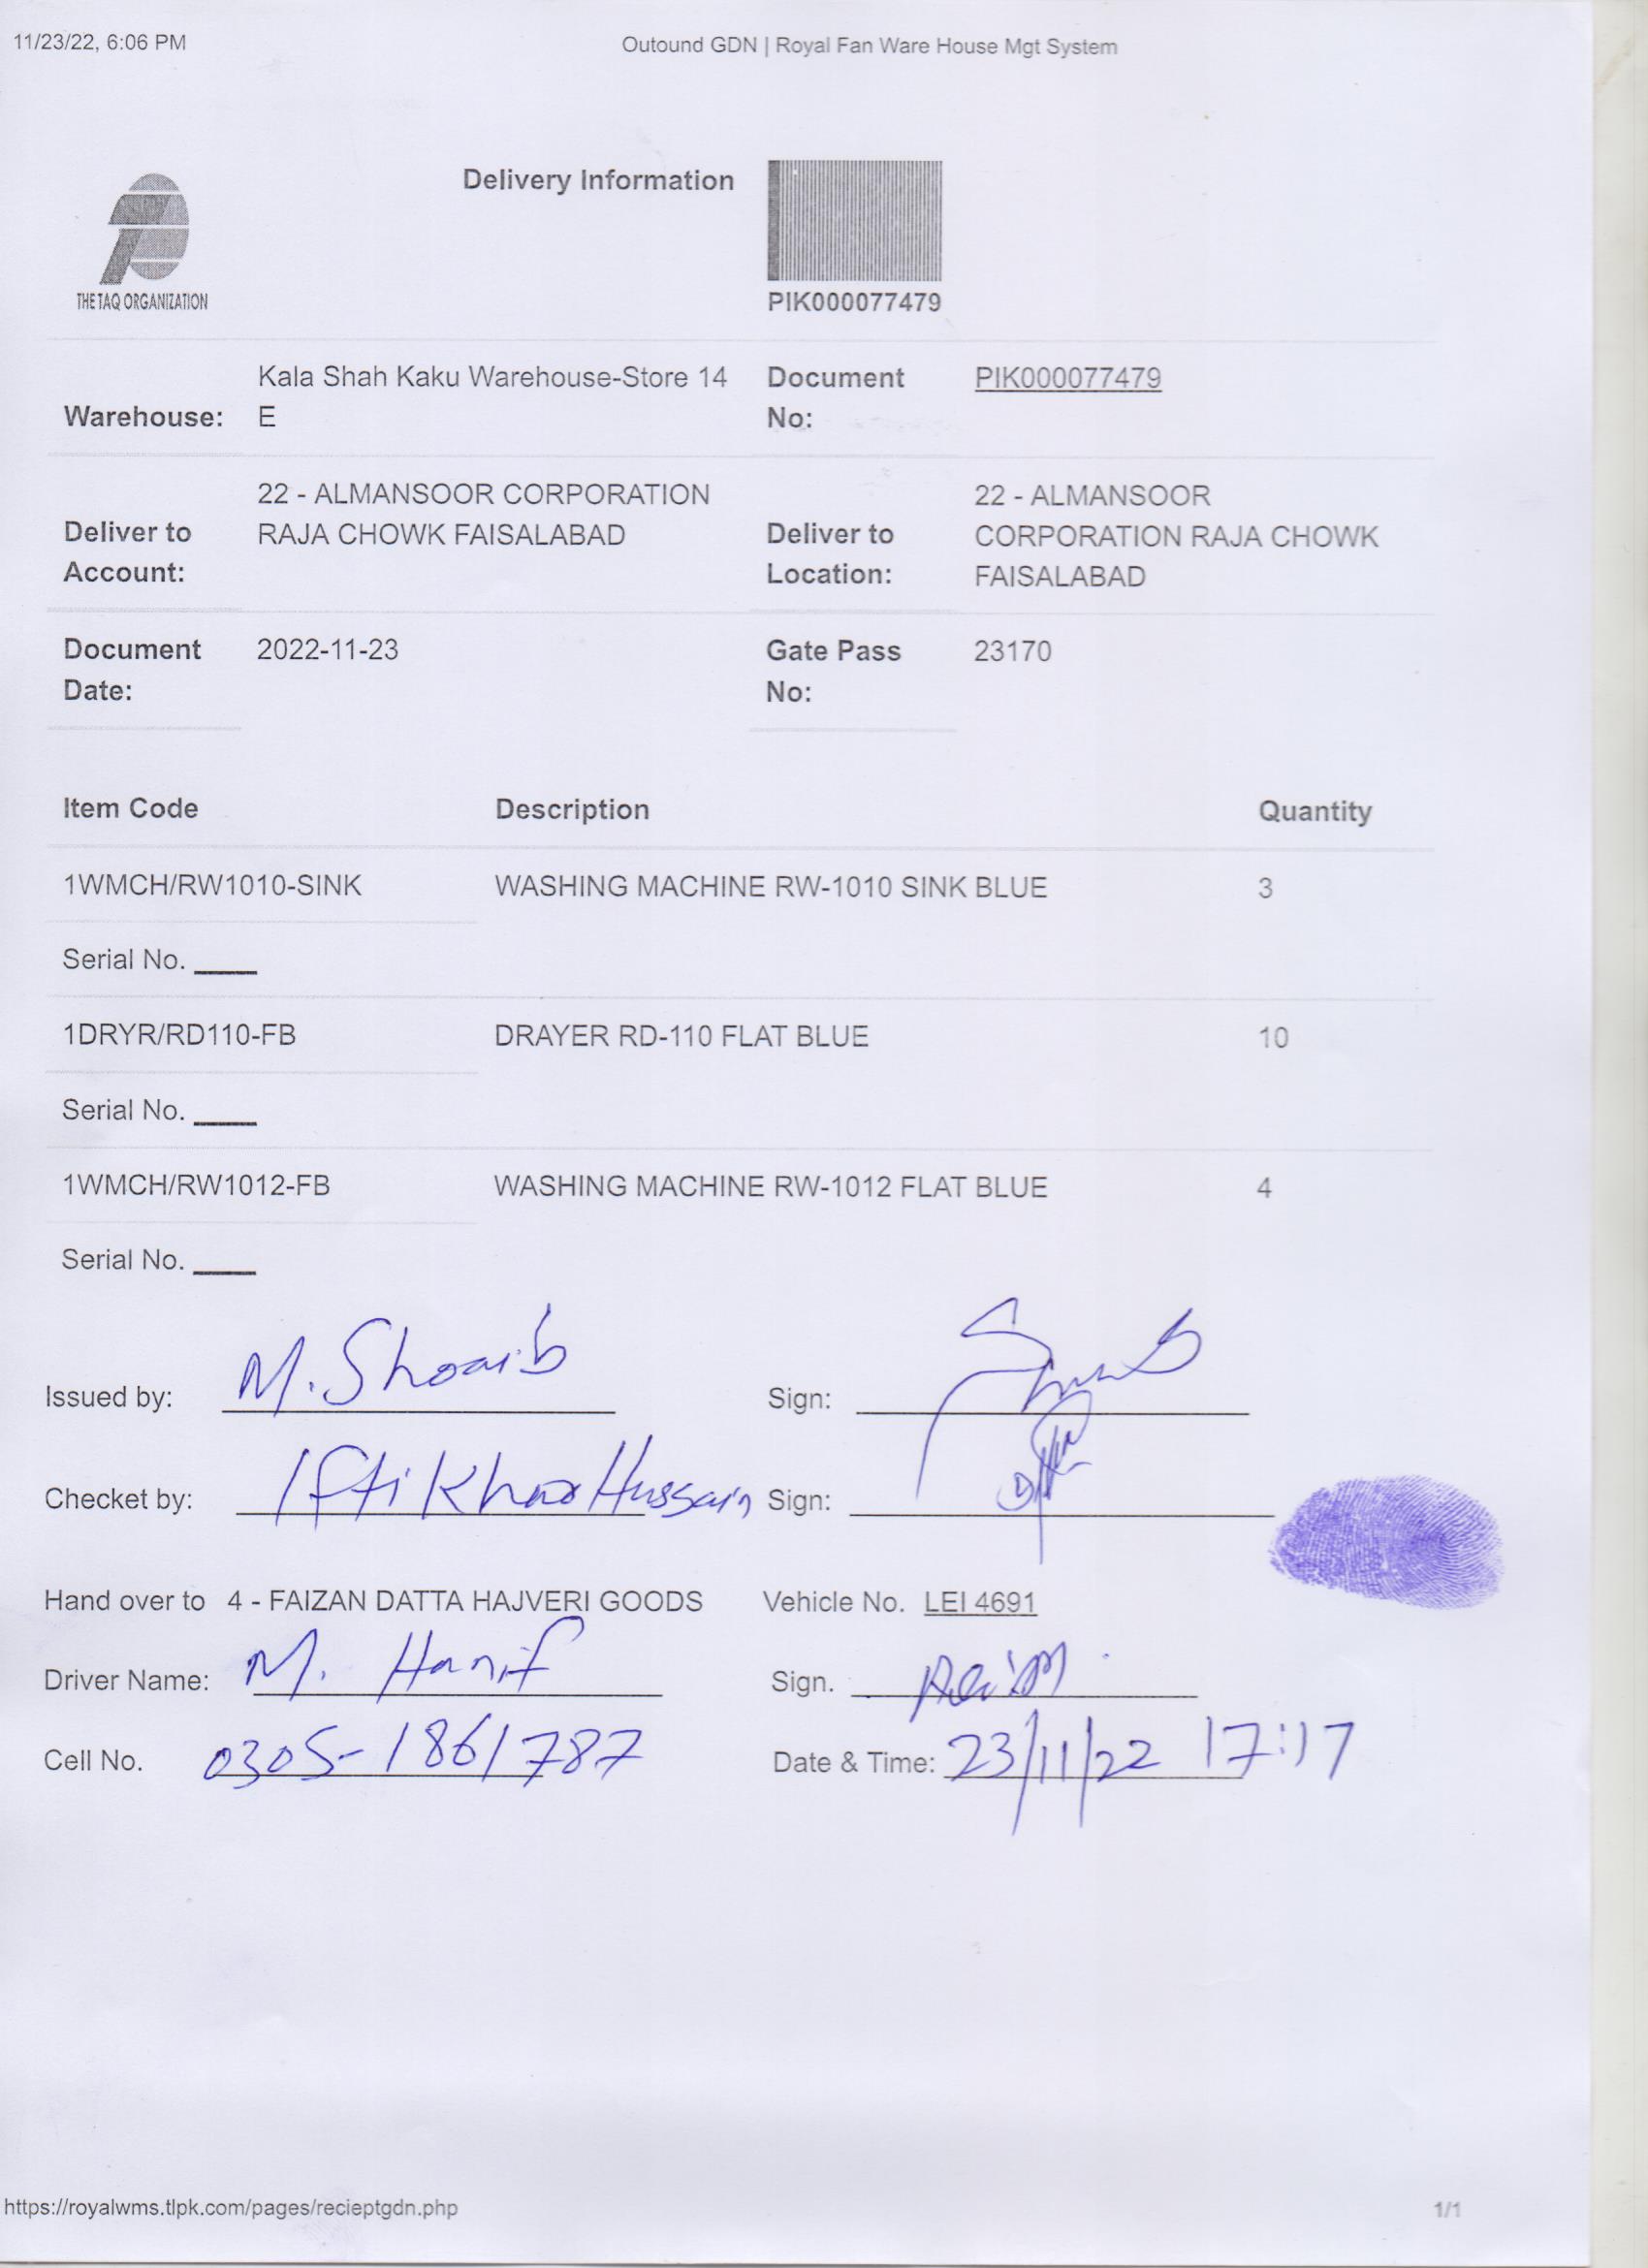 11/23/22, 6:06 PM
Outound GDN | Royal Fan Ware House Mgt System
Delivery Information
THE TAQ ORGANIZATION
PIK000077479
Kala Shah Kaku Warehouse-Store 14
Warehouse: E
Document
No:
PIK000077479
22 - ALMANSOOR CORPORATION
Deliver to RAJA CHOWK FAISALABAD
Account:
22 - ALMANSOOR
Deliver to CORPORATION RAJA CHOWK
Location: FAISALABAD
Document 2022-11-23
Date:
Gate Pass 23170
No:
Item Code Description Quantity
1WMCH/RW1010-SINK WASHING MACHINE RW-1010 SINK BLUE 3
Serial No. ____
1DRYR/RD110-FB DRAYER RD-110 FLAT BLUE 10
Serial No. ____
1WMCH/RW1012-FB WASHING MACHINE RW-1012 FLAT BLUE 4
Serial No. ____
Issued by: M. Shoaib Sign:
Checket by: Iftikhar Hussain Sign:
Hand over to 4 - FAIZAN DATTA HAJVERI GOODS Vehicle No. LEI 4691
Driver Name: M. Hanif Sign.
Cell No. 0305-1861787 Date & Time: 23/11/22 17:17
https://royalwms.tlpk.com/pages/recieptgdn.php 1/1